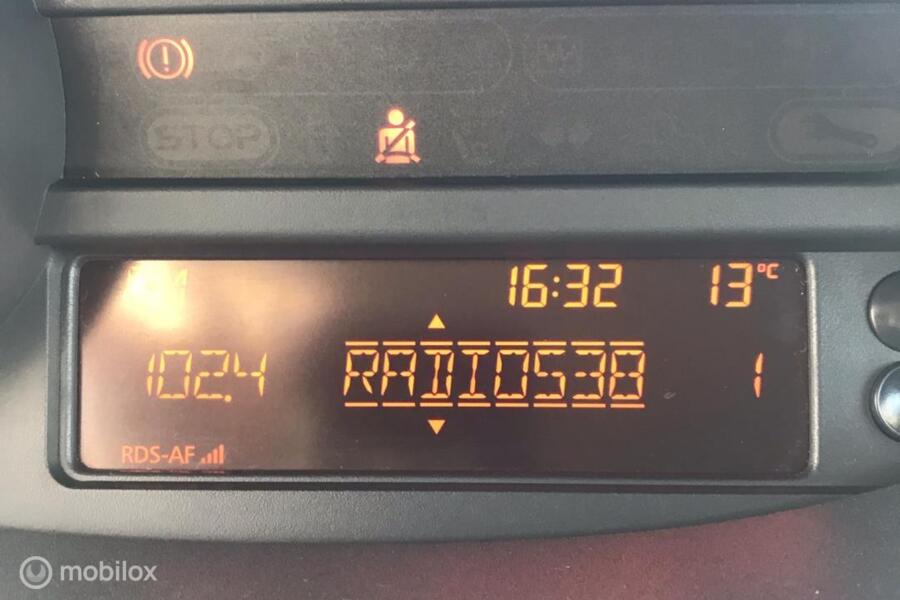 STOP
16:32 13°C
102.4 RADIO538 1
RDS-AF
mobilox